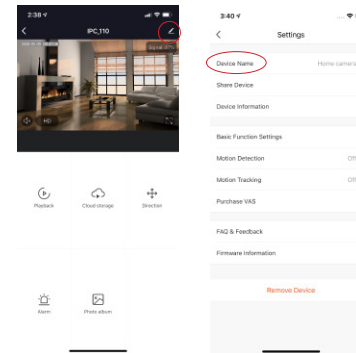 2:38
IPC_110
Signal 81%
HD
Playback
Cloud storage
Direction
Alarm
Photo album
3:40
Settings
Device Name
Home camera
Share Device
Device Information
Basic Function Settings
Motion Detection
Off
Motion Tracking
Off
Purchase VAS
FAQ & Feedback
Firmware Information
Remove Device